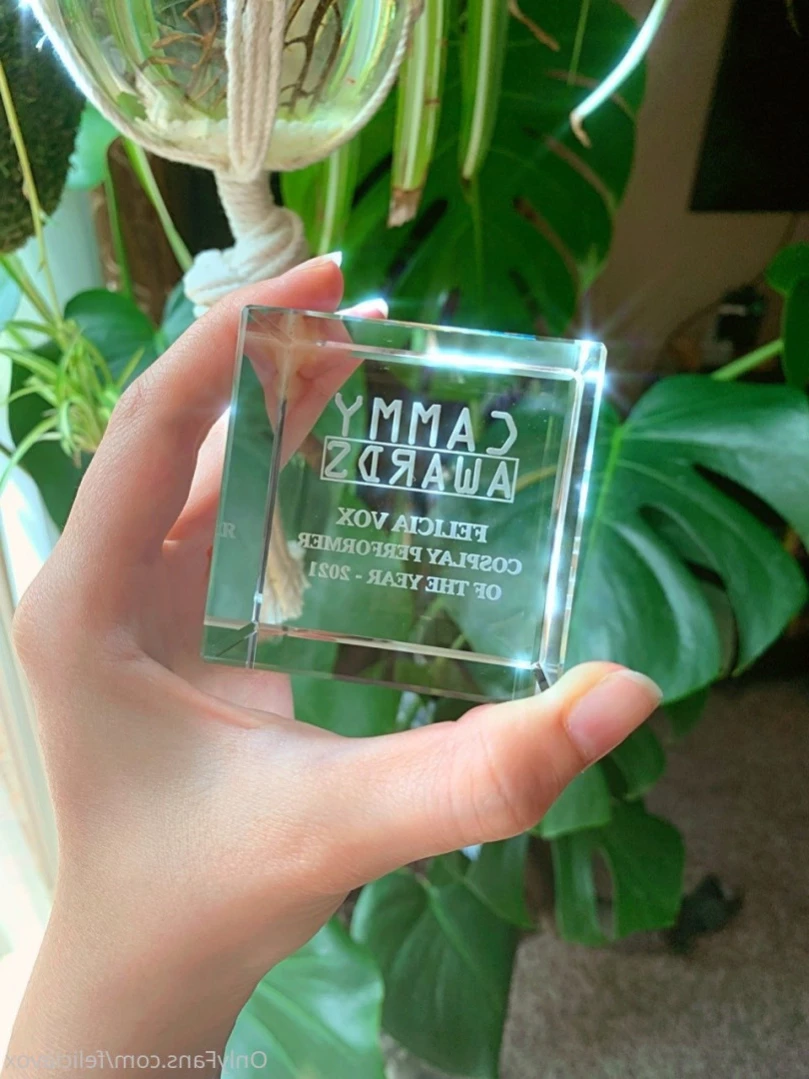 CAMMY
AWARDS
FELICIA VOX
COSPLAY PERFORMER
OF THE YEAR - 2021
OnlyFans.com/feliciavox